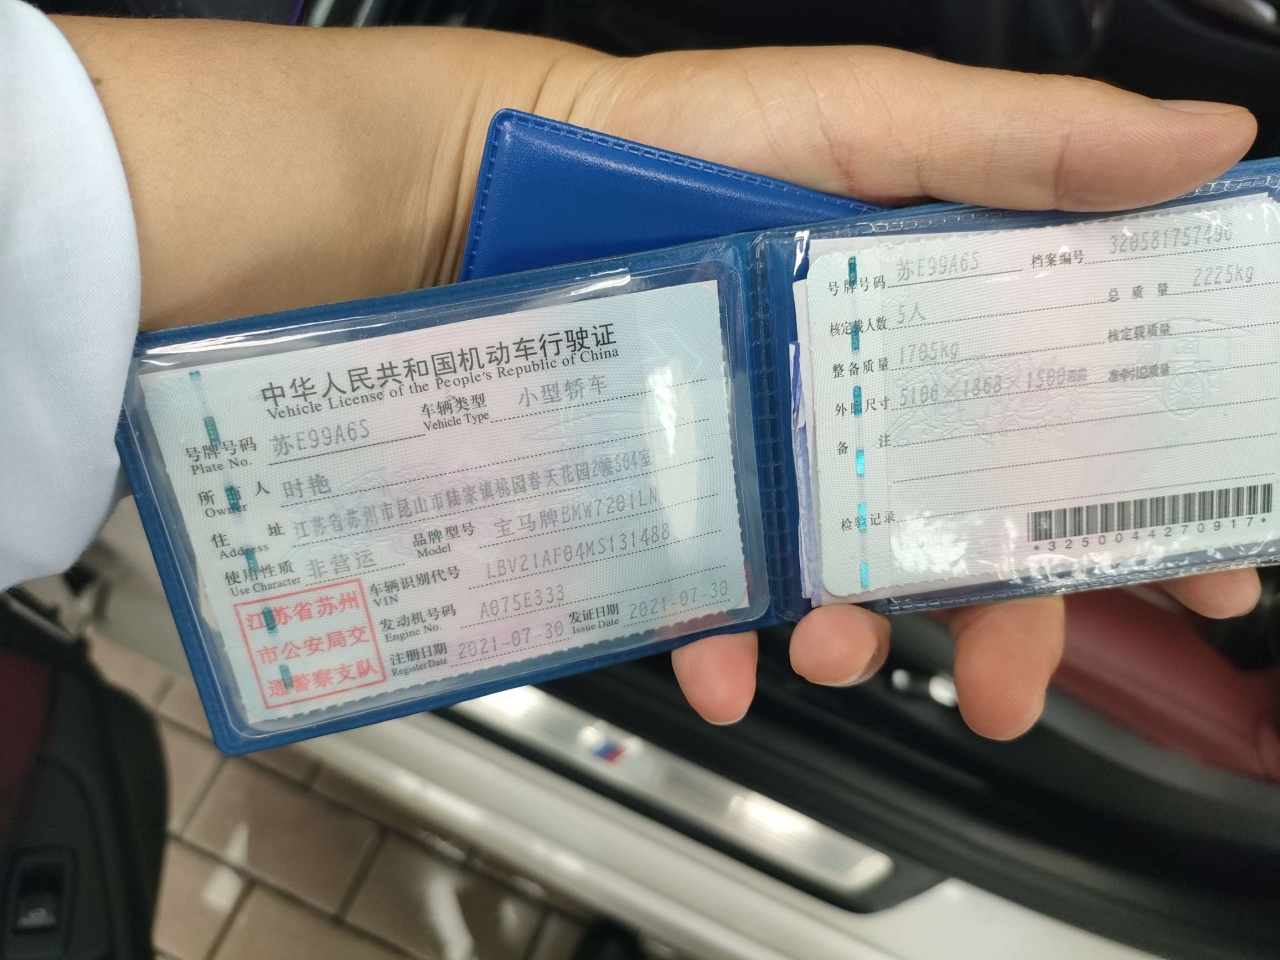 中华人民共和国机动车行驶证
Vehicle License of the People's Republic of China
号牌号码 苏E99A6S 车辆类型 小型轿车
Plate No. Vehicle Type
所有人 时艳
Owner
住址 江苏省苏州市昆山市陆家镇桃园春天花园2幢504室
Address
使用性质 非营运 品牌型号 宝马牌BMW7201LN
Use Character Model
车辆识别代号 LBV21AF04MS131488
VIN
发动机号码 A075E333
Engine No.
注册日期 2021-07-30 发证日期 2021-07-30
Register Date Issue Date
江苏省苏州
市公安局交
通警察支队
号牌号码 苏E99A6S 档案编号 320581757496
核定载人数 5人 总质量 2225kg
整备质量 1705kg 核定载质量
外廓尺寸 5106×1868×1500mm 准牵引总质量
备注
检验记录
*3250044270917*